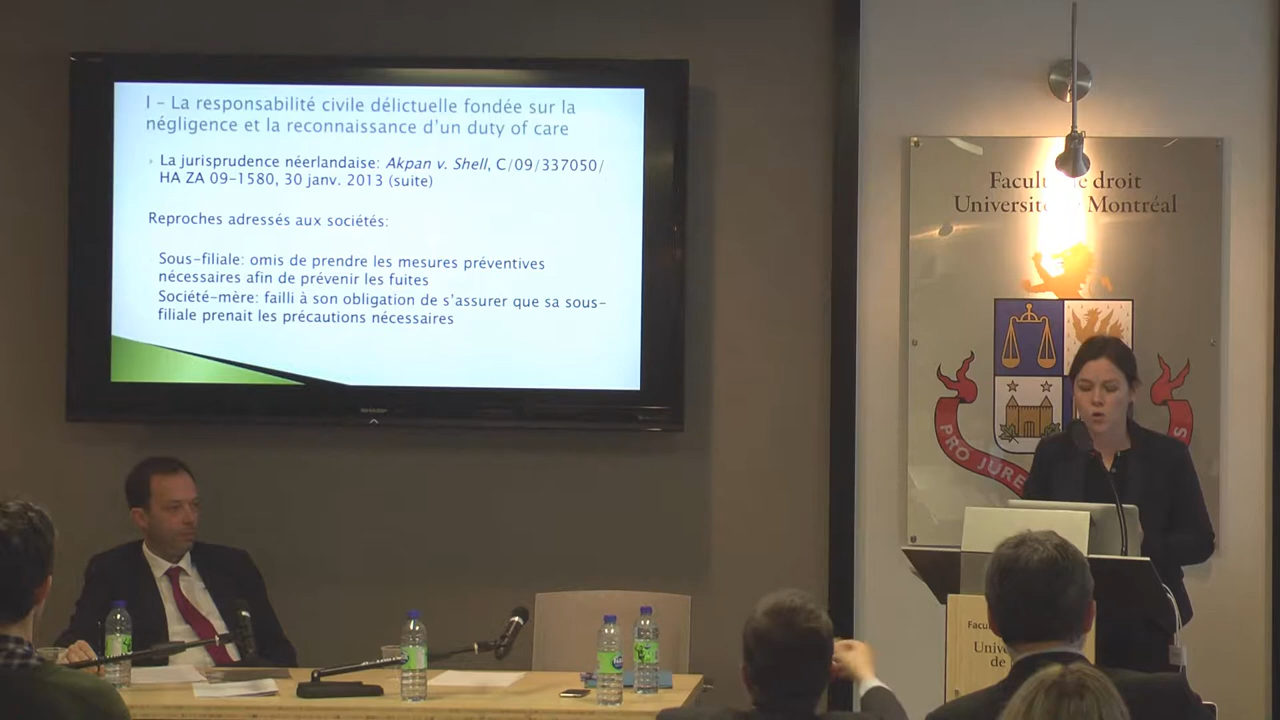 I – La responsabilité civile délictuelle fondée sur la
négligence et la reconnaissance d'un duty of care
La jurisprudence néerlandaise: Akpan v. Shell, C/09/337050/
HA ZA 09-1580, 30 janv. 2013 (suite)
Reproches adressés aux sociétés:
Sous-filiale: omis de prendre les mesures préventives
nécessaires afin de prévenir les fuites
Société-mère: failli à son obligation de s'assurer que sa sous-
filiale prenait les précautions nécessaires
SHARP
droit
Montréal
PRO JURE
S
de